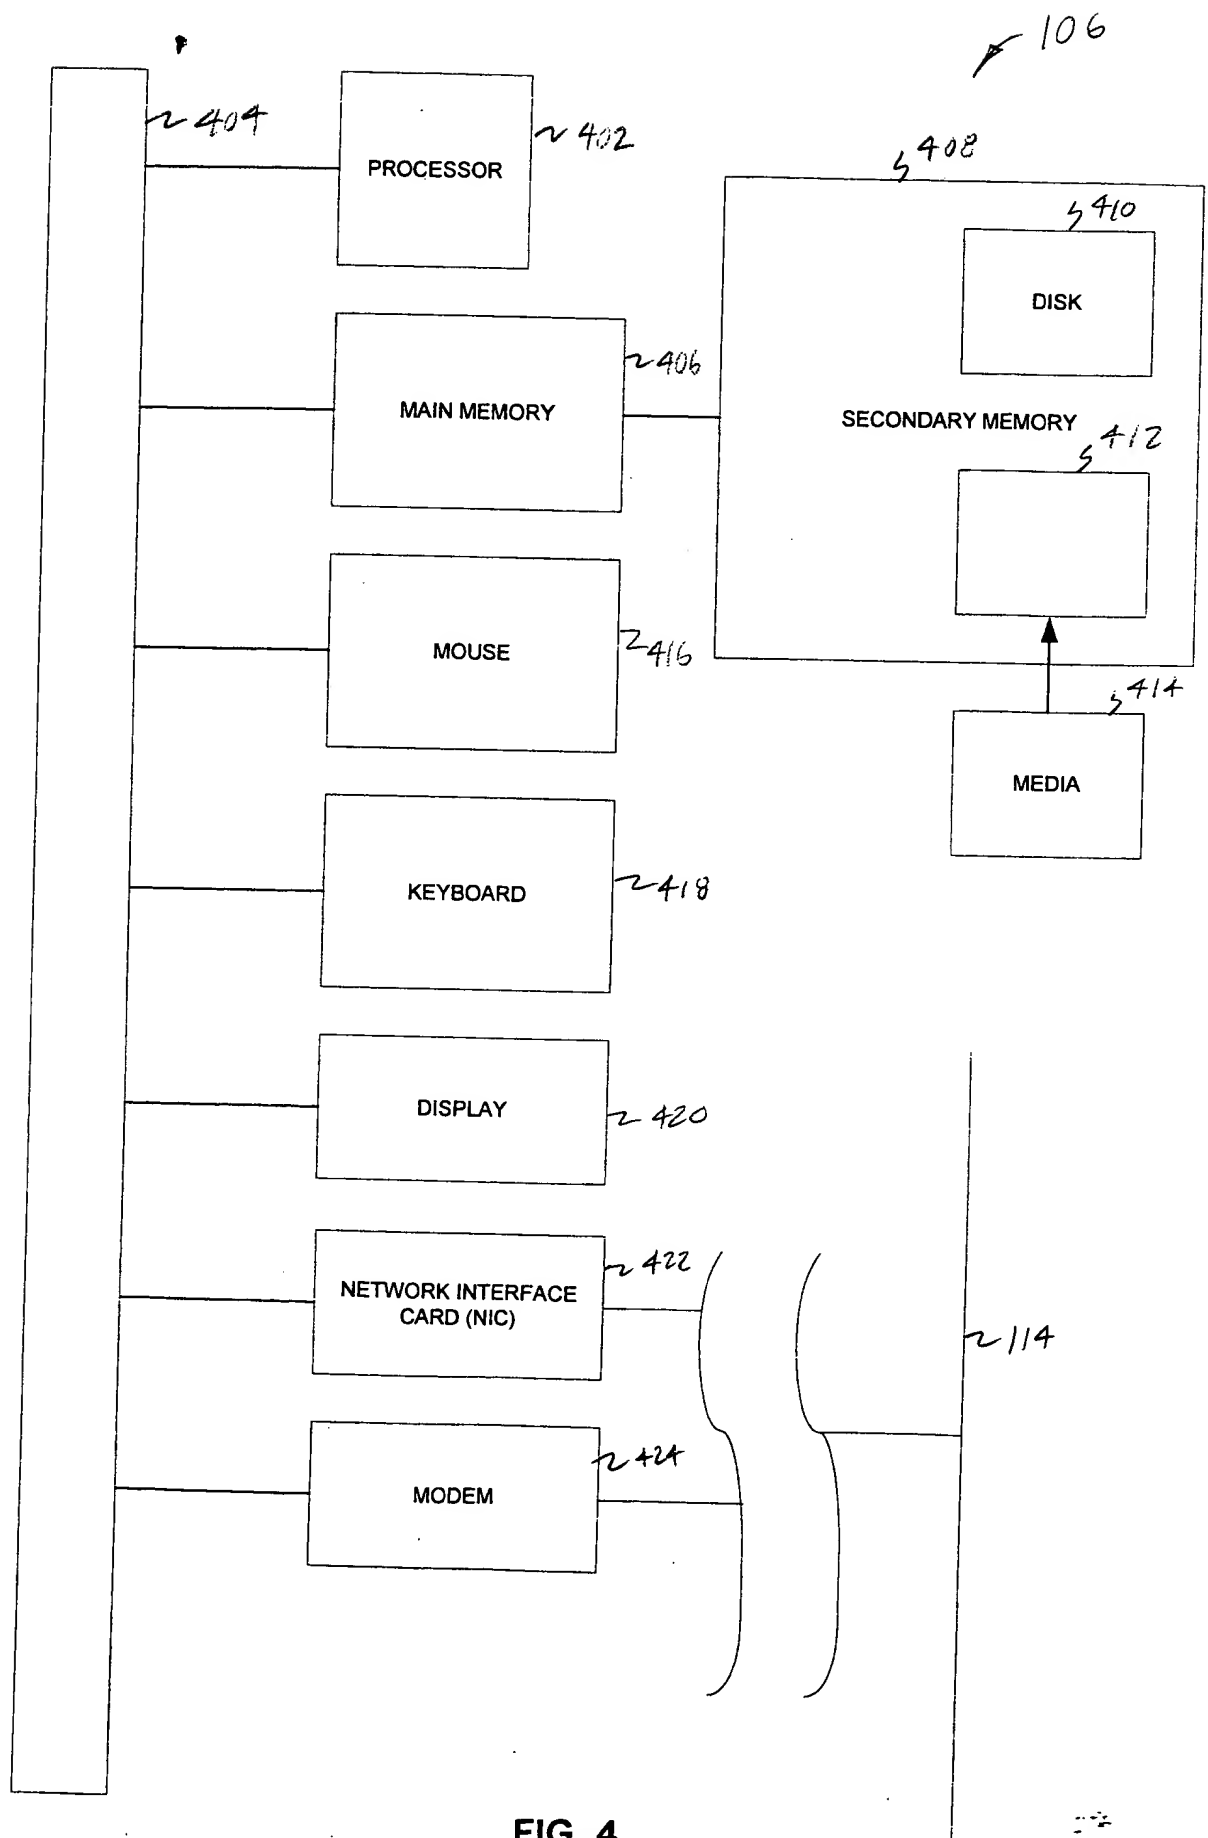 106
404
PROCESSOR
402
408
410
DISK
MAIN MEMORY
406
SECONDARY MEMORY
412
MOUSE
416
414
MEDIA
KEYBOARD
418
DISPLAY
420
NETWORK INTERFACE
CARD (NIC)
422
114
MODEM
424
FIG. 4